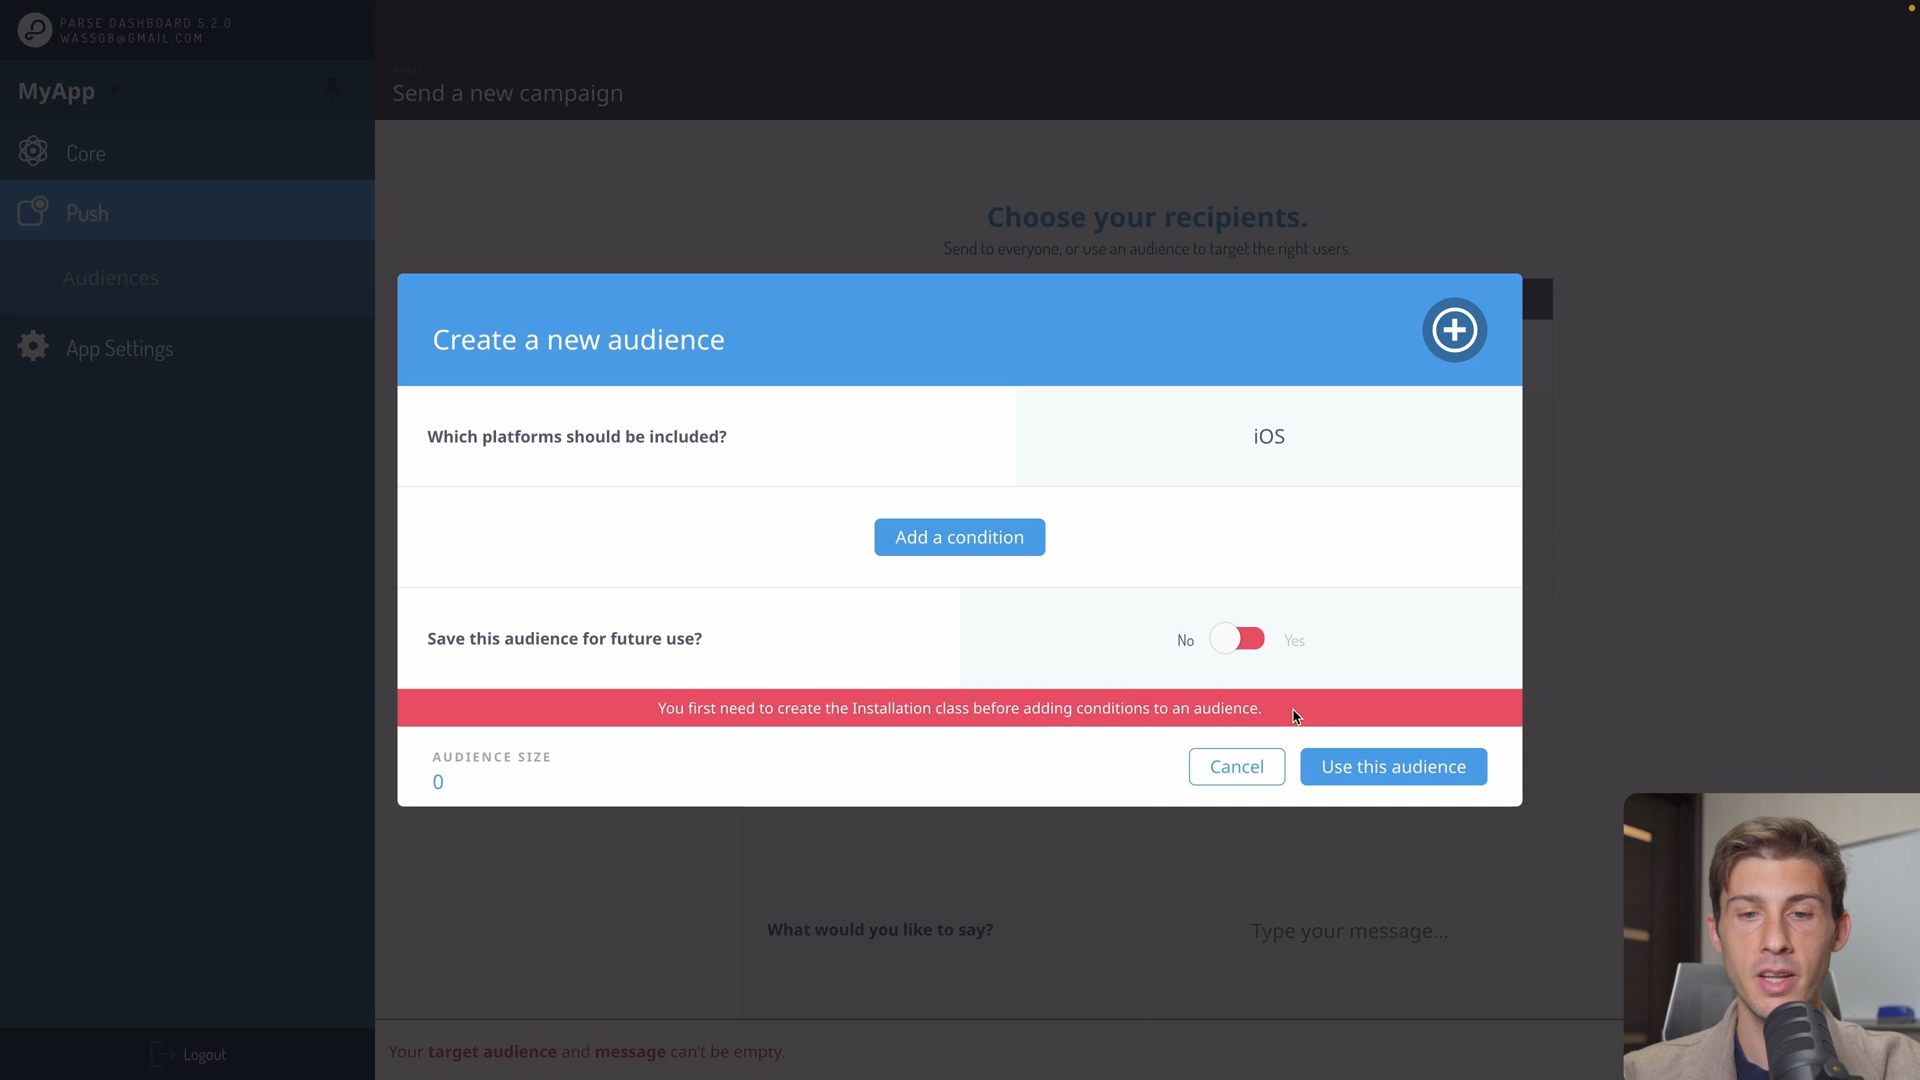 PARSE DASHBOARD 5.2.0
WASS08@GMAIL.COM
MyApp
Core
Push
Audiences
App Settings
Logout
PUSH
Send a new campaign
Choose your recipients.
Send to everyone, or use an audience to target the right users.
Create a new audience
Which platforms should be included?
iOS
Add a condition
Save this audience for future use?
No
Yes
You first need to create the Installation class before adding conditions to an audience.
AUDIENCE SIZE
0
Cancel
Use this audience
What would you like to say?
Type your message...
Your target audience and message can't be empty.